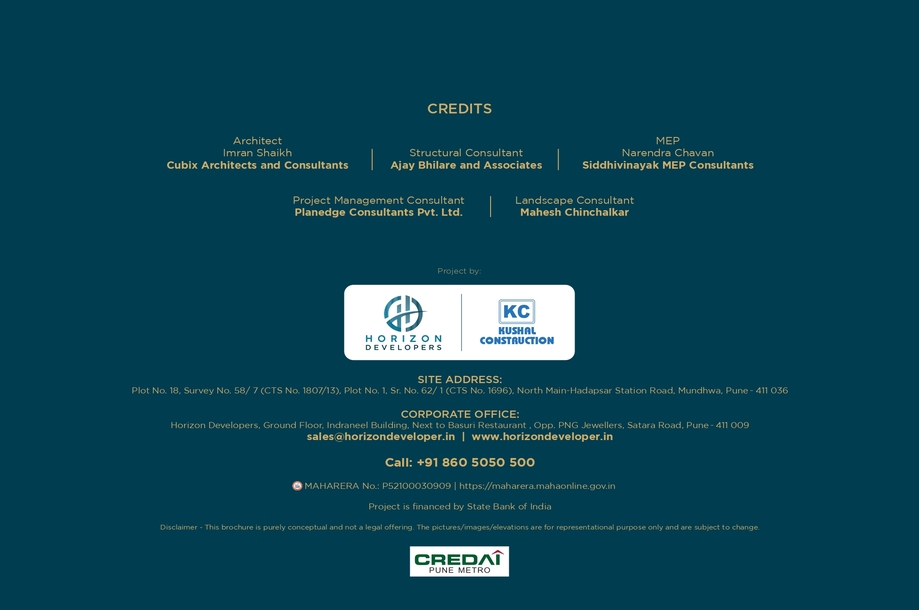 CREDITS
Architect
Imran Shaikh
Cubix Architects and Consultants
Structural Consultant
Ajay Bhilare and Associates
MEP
Narendra Chavan
Siddhivinayak MEP Consultants
Project Management Consultant
Planedge Consultants Pvt. Ltd.
Landscape Consultant
Mahesh Chinchalkar
Project by:
HORIZON
DEVELOPERS
KC
KUSHAL
CONSTRUCTION
SITE ADDRESS:
Plot No. 18, Survey No. 58/ 7 (CTS No. 1807/13), Plot No. 1, Sr. No. 62/ 1 (CTS No. 1696), North Main-Hadapsar Station Road, Mundhwa, Pune - 411 036
CORPORATE OFFICE:
Horizon Developers, Ground Floor, Indraneel Building, Next to Basuri Restaurant , Opp. PNG Jewellers, Satara Road, Pune - 411 009
sales@horizondeveloper.in | www.horizondeveloper.in
Call: +91 860 5050 500
MAHARERA No.: P52100030909 | https://maharera.mahaonline.gov.in
Project is financed by State Bank of India
Disclaimer - This brochure is purely conceptual and not a legal offering. The pictures/images/elevations are for representational purpose only and are subject to change.
CREDAI
PUNE METRO